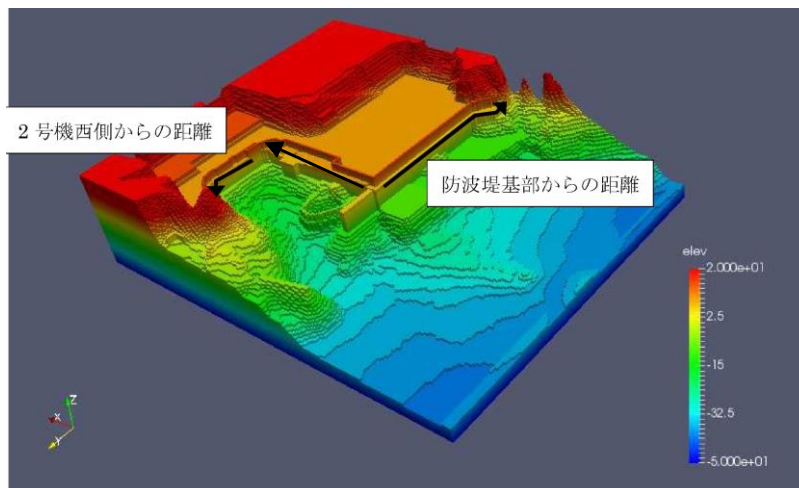 2 号機西側からの距離
防波堤基部からの距離
elev
2.000e+01
2.5
-15
-32.5
-5.000e+01
Z
X
Y